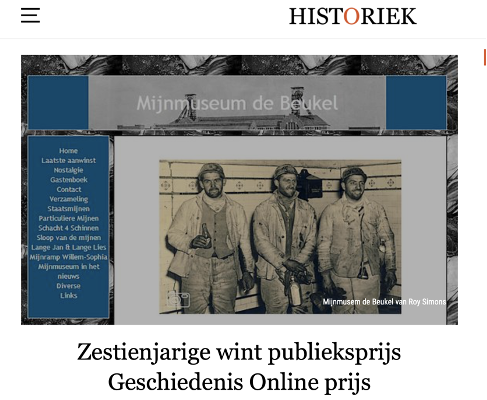 HISTORIEK
Mijnmuseum de Beukel
Home
Laatste aanwinst
Nostalgie
Gastenboek
Contact
Verzameling
Staatsmijnen
Particuliere Mijnen
Schacht 4 Schinnen
Sloop van de mijnen
Lange Jan & Lange Lies
Mijnramp Willem-Sophia
Mijnmuseum in het
nieuws
Diverse
Links
Mijnmusem de Beukel van Roy Simons
Zestienjarige wint publieksprijs
Geschiedenis Online prijs